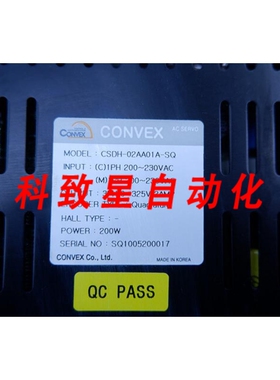 CONVEX CONVEX AC SERVO
MODEL : CSDH-02AA01A-SQ
INPUT : (C)1PH 200~230VAC
科致星自动化
325V
HALL TYPE : -
POWER : 200W
SERIAL NO : SQ1005200017
CONVEX Co., Ltd. MADE IN KOREA
QC PASS